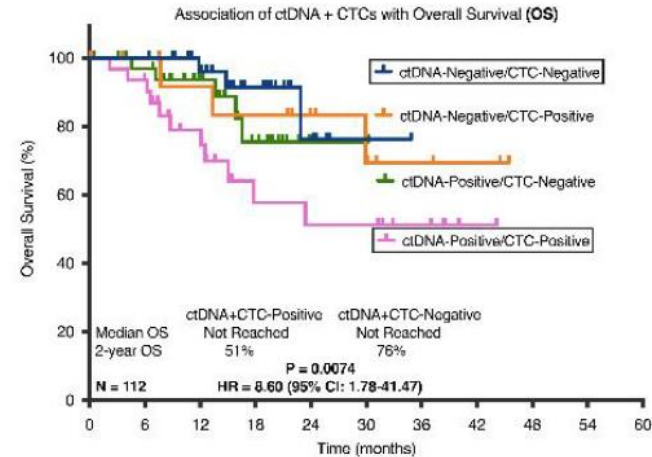 Association of ctDNA + CTCs with Overall Survival (OS)
100
80
60
40
20
0
Overall Survival (%)
ctDNA-Negative/CTC-Negative
ctDNA-Negative/CTC-Positive
ctDNA-Positive/CTC-Negative
ctDNA-Positive/CTC-Positive
ctDNA+CTC-Positive ctDNA+CTC-Negative
Median OS Not Reached Not Reached
2-year OS 51% 76%
P = 0.0074
N = 112 HR = 8.60 (95% CI: 1.78-41.47)
0 6 12 18 24 30 36 42 48 54 60
Time (months)